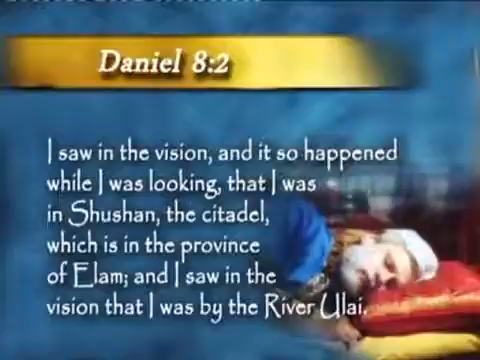 Daniel 8:2
I saw in the vision, and it so happened
while I was looking, that I was
in Shushan, the citadel,
which is in the province
of Elam; and I saw in the
vision that I was by the River Ulai.